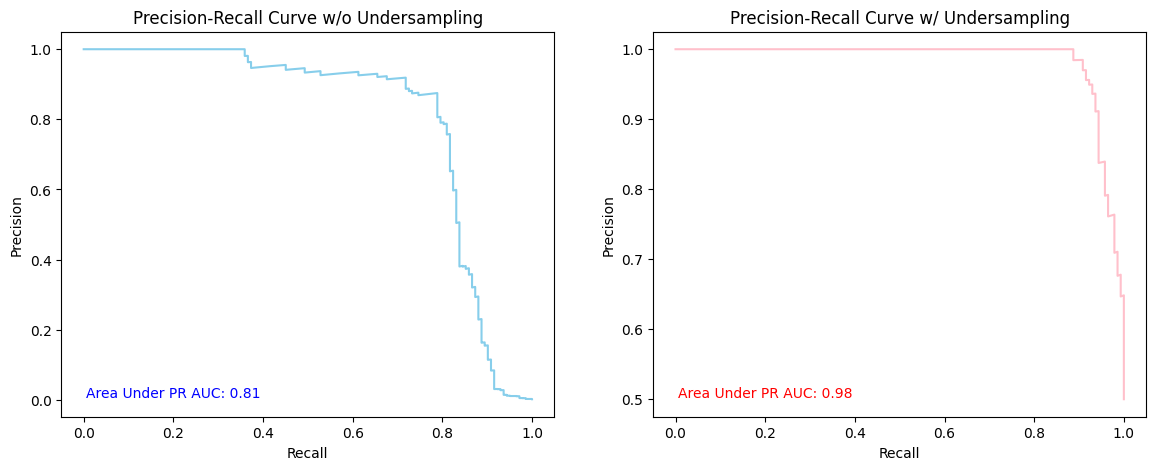 Precision-Recall Curve w/o Undersampling
1.0
0.8
0.6
0.4
0.2
0.0
Precision
Area Under PR AUC: 0.81
0.0 0.2 0.4 0.6 0.8 1.0
Recall
Precision-Recall Curve w/ Undersampling
1.0
0.9
0.8
0.7
0.6
0.5
Precision
Area Under PR AUC: 0.98
0.0 0.2 0.4 0.6 0.8 1.0
Recall